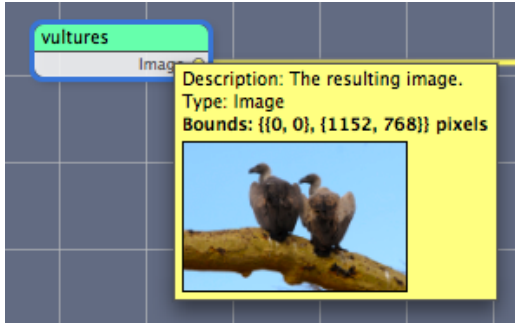 vultures
Image
Description: The resulting image.
Type: Image
Bounds: {{0, 0}, {1152, 768}} pixels